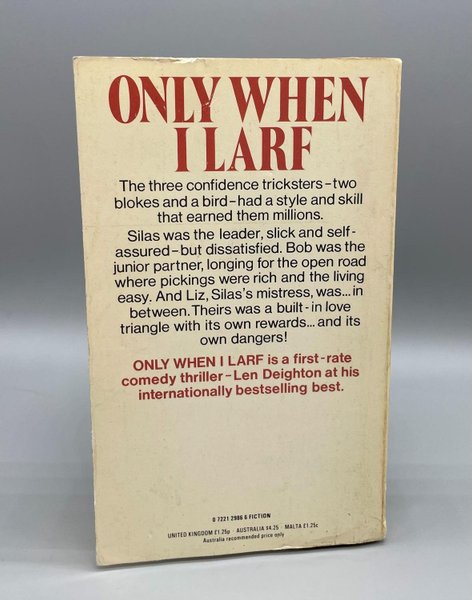 ONLY WHEN
I LARF
The three confidence tricksters–two
blokes and a bird–had a style and skill
that earned them millions.
Silas was the leader, slick and self-
assured–but dissatisfied. Bob was the
junior partner, longing for the open road
where pickings were rich and the living
easy. And Liz, Silas's mistress, was...in
between. Theirs was a built-in love
triangle with its own rewards...and its
own dangers!
ONLY WHEN I LARF is a first-rate
comedy thriller–Len Deighton at his
internationally bestselling best.
0 7221 2986 6 FICTION
UNITED KINGDOM £1.25p AUSTRALIA $4.25 MALTA £1.25c
Australia recommended price only